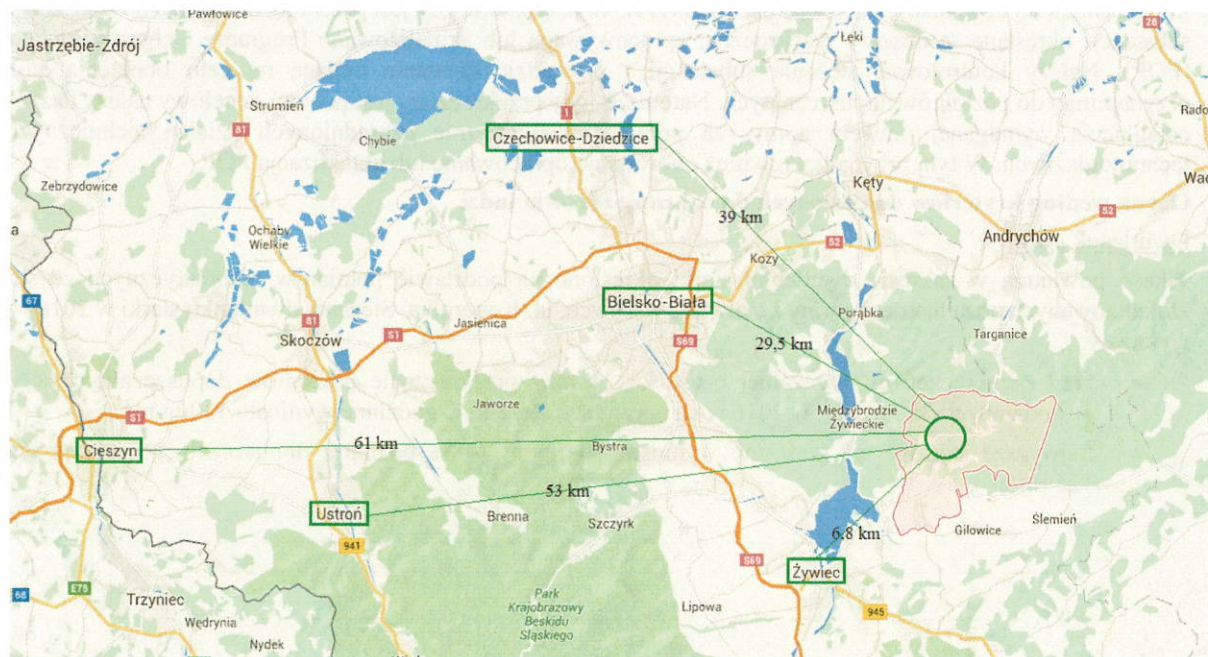 Pawłowice
Łęki
28
Jastrzębie-Zdrój
Strumień
Rado
81
1
Chybie
Czechowice-Dziedzice
Zebrzydowice
Kęty
Wac
a
39 km
52
Ochaby
Wielkie
52
Andrychów
Kozy
67
Bielsko-Biała
Porąbka
81
Jasienica
Targanice
Skoczów
S1
S69
29,5 km
Jaworze
Międzybrodzie
Żywieckie
S1
Cieszyn
61 km
Bystra
53 km
Ustroń
Brenna
Szczyrk
6,8 km
Gilowice
Ślemień
941
S69
Żywiec
E75
68
Trzyniec
Park
Krajobrazowy
Beskidu
Śląskiego
Lipowa
945
Wędrynia
Nydek